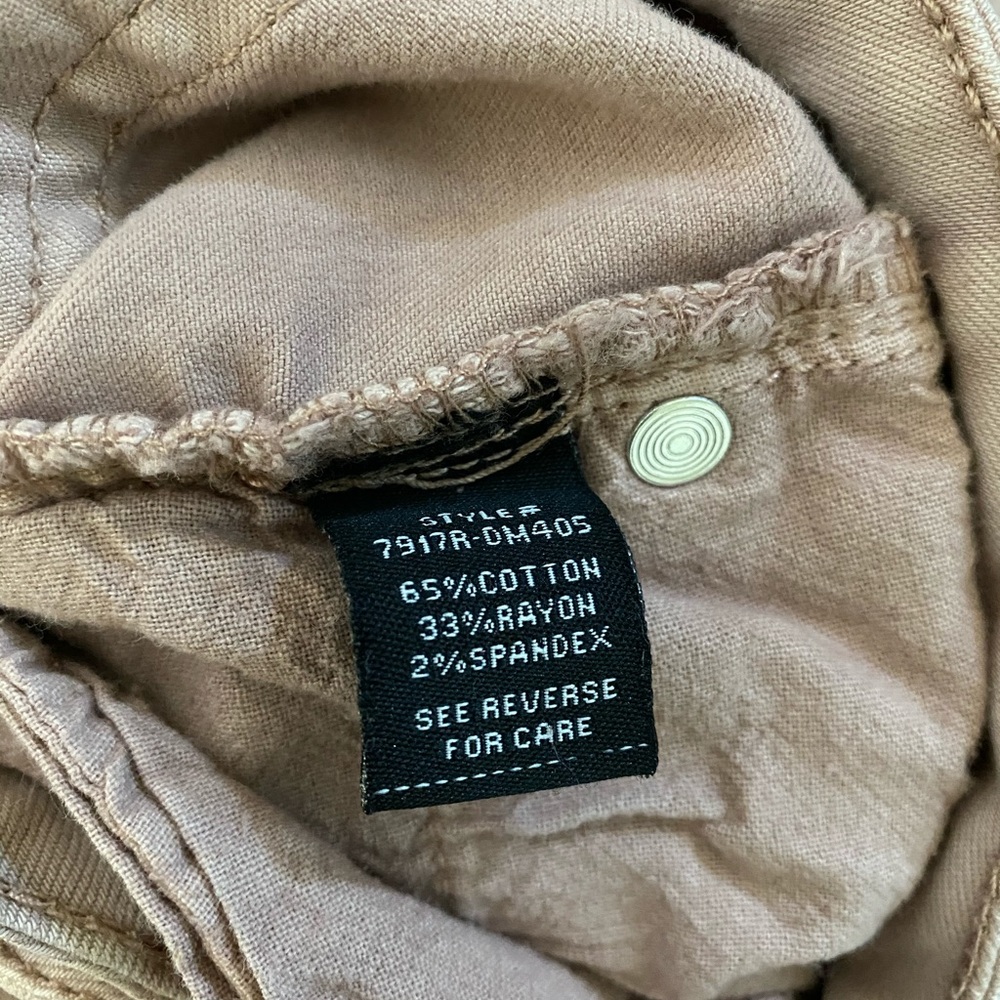 STYLE#
7917R-DM405
65%COTTON
33%RAYON
2%SPANDEX
SEE REVERSE
FOR CARE